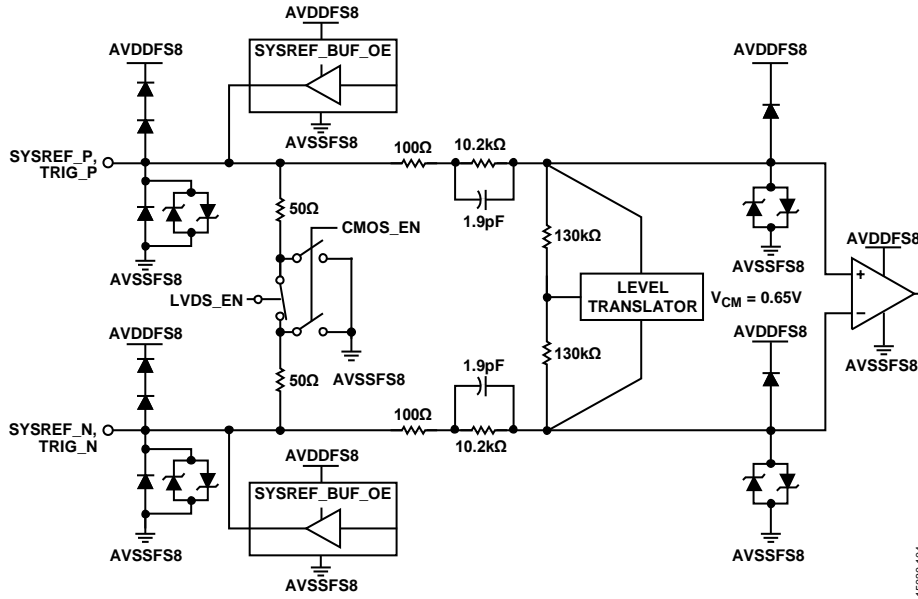 AVDDFS8
AVDDFS8
SYSREF_BUF_OE
AVSSFS8
AVDDFS8
SYSREF_P,
TRIG_P
100Ω
10.2kΩ
1.9pF
AVSSFS8
50Ω
CMOS_EN
LVDS_EN
AVSSFS8
50Ω
130kΩ
LEVEL
TRANSLATOR
130kΩ
VCM = 0.65V
AVSSFS8
AVDDFS8
+
−
AVSSFS8
AVDDFS8
AVDDFS8
SYSREF_N,
TRIG_N
1.9pF
100Ω
10.2kΩ
AVDDFS8
SYSREF_BUF_OE
AVSSFS8
AVSSFS8
AVSSFS8